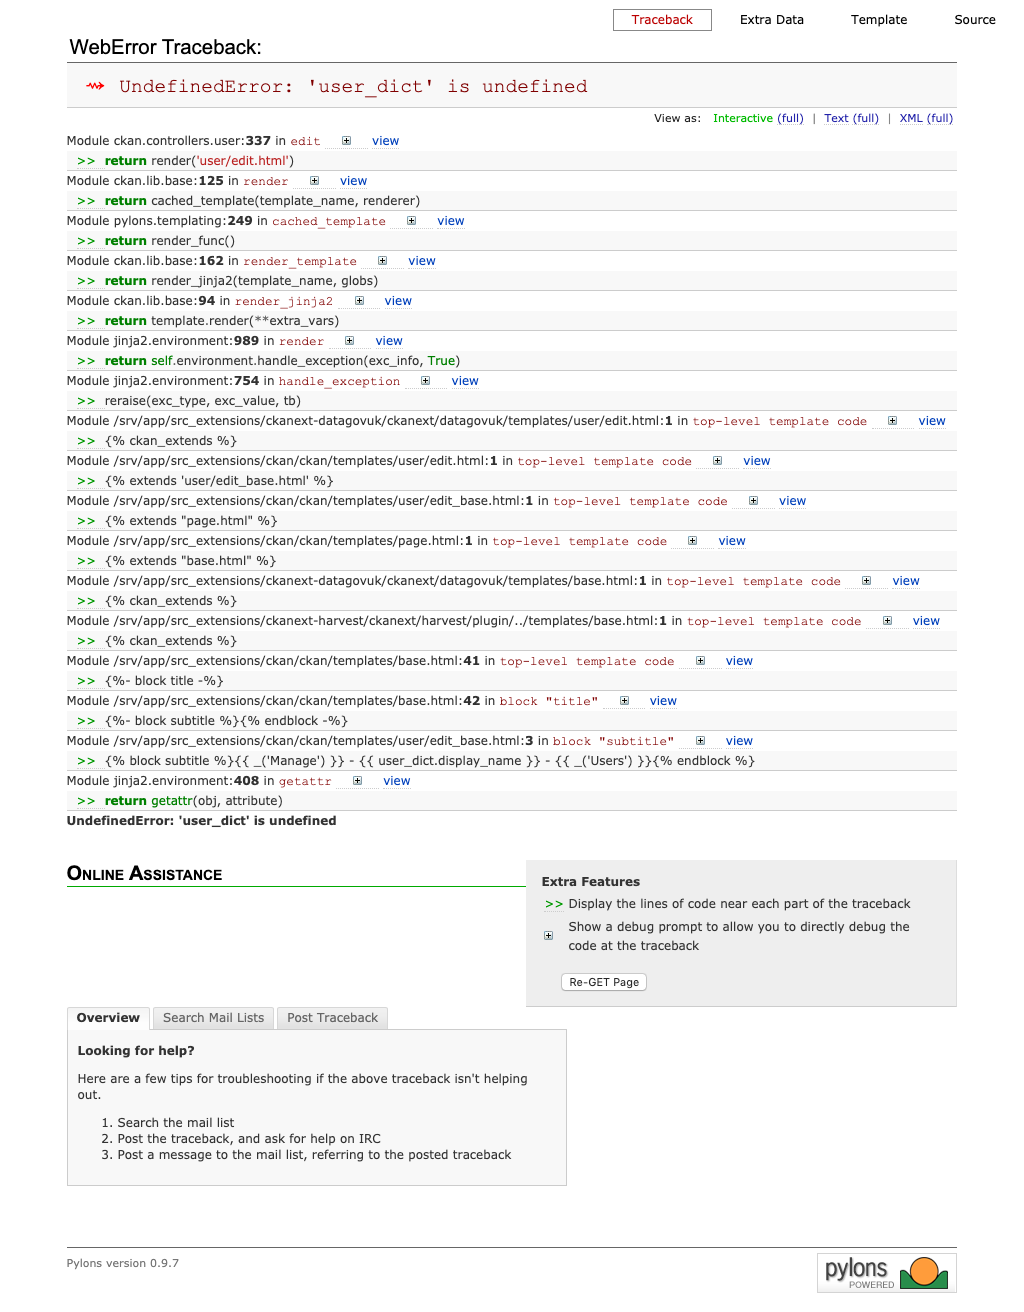 Traceback Extra Data Template Source
WebError Traceback:
⇝ UndefinedError: 'user_dict' is undefined
View as: Interactive (full) | Text (full) | XML (full)
Module ckan.controllers.user:337 in edit view
>> return render('user/edit.html')
Module ckan.lib.base:125 in render view
>> return cached_template(template_name, renderer)
Module pylons.templating:249 in cached_template view
>> return render_func()
Module ckan.lib.base:162 in render_template view
>> return render_jinja2(template_name, globs)
Module ckan.lib.base:94 in render_jinja2 view
>> return template.render(**extra_vars)
Module jinja2.environment:989 in render view
>> return self.environment.handle_exception(exc_info, True)
Module jinja2.environment:754 in handle_exception view
>> reraise(exc_type, exc_value, tb)
Module /srv/app/src_extensions/ckanext-datagovuk/ckanext/datagovuk/templates/user/edit.html:1 in top-level template code view
>> {% ckan_extends %}
Module /srv/app/src_extensions/ckan/ckan/templates/user/edit.html:1 in top-level template code view
>> {% extends 'user/edit_base.html' %}
Module /srv/app/src_extensions/ckan/ckan/templates/user/edit_base.html:1 in top-level template code view
>> {% extends "page.html" %}
Module /srv/app/src_extensions/ckan/ckan/templates/page.html:1 in top-level template code view
>> {% extends "base.html" %}
Module /srv/app/src_extensions/ckanext-datagovuk/ckanext/datagovuk/templates/base.html:1 in top-level template code view
>> {% ckan_extends %}
Module /srv/app/src_extensions/ckanext-harvest/ckanext/harvest/plugin/../templates/base.html:1 in top-level template code view
>> {% ckan_extends %}
Module /srv/app/src_extensions/ckan/ckan/templates/base.html:41 in top-level template code view
>> {%- block title -%}
Module /srv/app/src_extensions/ckan/ckan/templates/base.html:42 in block "title" view
>> {%- block subtitle %}{% endblock -%}
Module /srv/app/src_extensions/ckan/ckan/templates/user/edit_base.html:3 in block "subtitle" view
>> {% block subtitle %}{{ _('Manage') }} - {{ user_dict.display_name }} - {{ _('Users') }}{% endblock %}
Module jinja2.environment:408 in getattr view
>> return getattr(obj, attribute)
UndefinedError: 'user_dict' is undefined
Online Assistance
Extra Features
>> Display the lines of code near each part of the traceback
Show a debug prompt to allow you to directly debug the
code at the traceback
Re-GET Page
Overview Search Mail Lists Post Traceback
Looking for help?
Here are a few tips for troubleshooting if the above traceback isn't helping
out.
1. Search the mail list
2. Post the traceback, and ask for help on IRC
3. Post a message to the mail list, referring to the posted traceback
Pylons version 0.9.7
pylons
POWERED